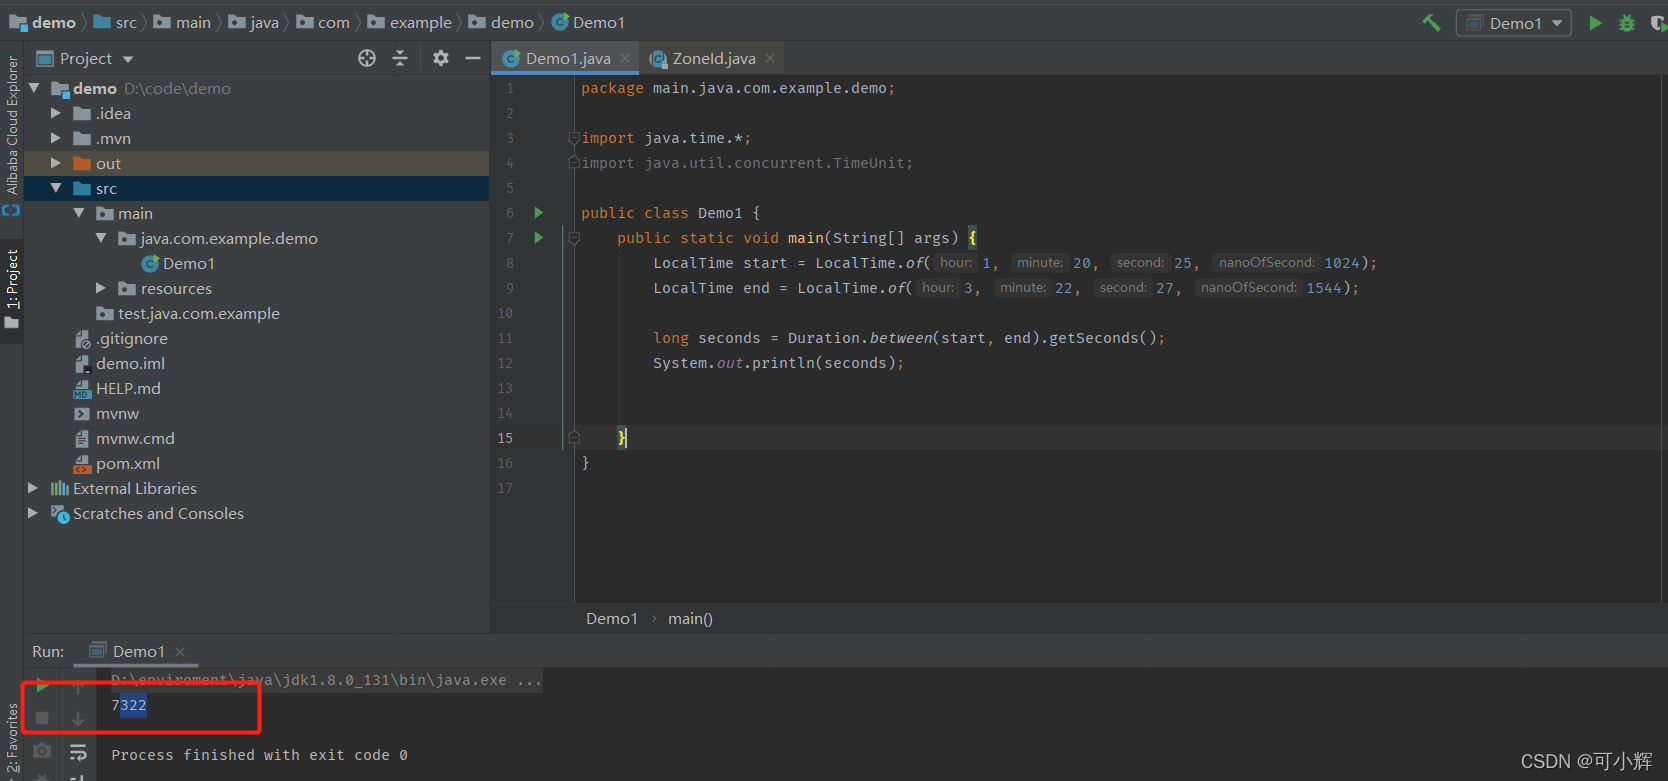 demo src main java com example demo Demo1
Demo1
Project
Demo1.java ZoneId.java
Alibaba Cloud Explorer
1: Project
2: Favorites
demo D:\code\demo
.idea
.mvn
out
src
main
java.com.example.demo
Demo1
resources
test.java.com.example
.gitignore
demo.iml
HELP.md
mvnw
mvnw.cmd
pom.xml
External Libraries
Scratches and Consoles
1 package main.java.com.example.demo;
2
3 import java.time.*;
4 import java.util.concurrent.TimeUnit;
5
6 public class Demo1 {
7 public static void main(String[] args) {
8 LocalTime start = LocalTime.of( hour: 1, minute: 20, second: 25, nanoOfSecond: 1024);
9 LocalTime end = LocalTime.of( hour: 3, minute: 22, second: 27, nanoOfSecond: 1544);
10
11 long seconds = Duration.between(start, end).getSeconds();
12 System.out.println(seconds);
13
14
15 }
16 }
17
Demo1 › main()
Run: Demo1
D:\enviroment\java\jdk1.8.0_131\bin\java.exe ...
7322
Process finished with exit code 0
CSDN @可小辉